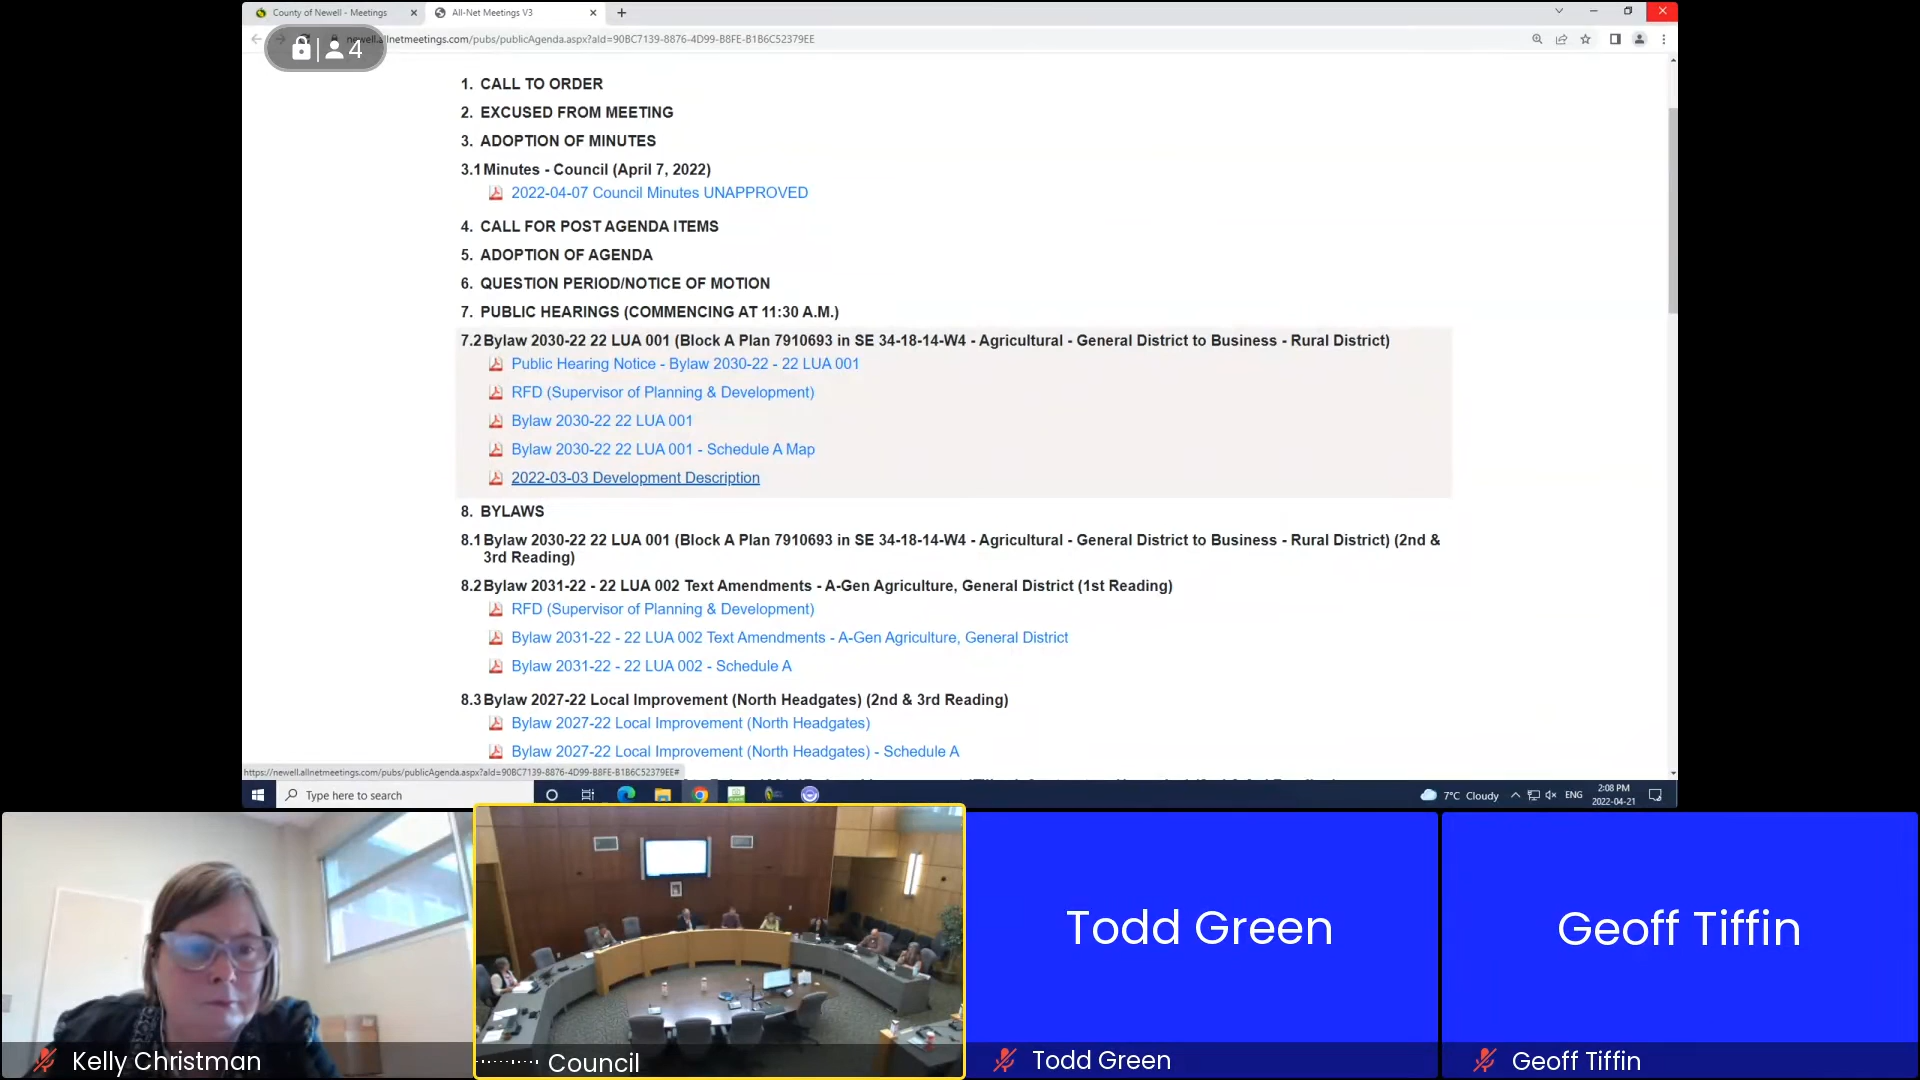 County of Newell - Meetings
All-Net Meetings V3
4
newell.allnetmeetings.com/pubs/publicAgenda.aspx?aId=90BC7139-8876-4D99-B8FE-B1B6C52379EE
1. CALL TO ORDER
2. EXCUSED FROM MEETING
3. ADOPTION OF MINUTES
3.1 Minutes - Council (April 7, 2022)
2022-04-07 Council Minutes UNAPPROVED
4. CALL FOR POST AGENDA ITEMS
5. ADOPTION OF AGENDA
6. QUESTION PERIOD/NOTICE OF MOTION
7. PUBLIC HEARINGS (COMMENCING AT 11:30 A.M.)
7.2 Bylaw 2030-22 22 LUA 001 (Block A Plan 7910693 in SE 34-18-14-W4 - Agricultural - General District to Business - Rural District)
Public Hearing Notice - Bylaw 2030-22 - 22 LUA 001
RFD (Supervisor of Planning & Development)
Bylaw 2030-22 22 LUA 001
Bylaw 2030-22 22 LUA 001 - Schedule A Map
2022-03-03 Development Description
8. BYLAWS
8.1 Bylaw 2030-22 22 LUA 001 (Block A Plan 7910693 in SE 34-18-14-W4 - Agricultural - General District to Business - Rural District) (2nd &
3rd Reading)
8.2 Bylaw 2031-22 - 22 LUA 002 Text Amendments - A-Gen Agriculture, General District (1st Reading)
RFD (Supervisor of Planning & Development)
Bylaw 2031-22 - 22 LUA 002 Text Amendments - A-Gen Agriculture, General District
Bylaw 2031-22 - 22 LUA 002 - Schedule A
8.3 Bylaw 2027-22 Local Improvement (North Headgates) (2nd & 3rd Reading)
Bylaw 2027-22 Local Improvement (North Headgates)
Bylaw 2027-22 Local Improvement (North Headgates) - Schedule A
https://newell.allnetmeetings.com/pubs/publicAgenda.aspx?aId=90BC7139-8876-4D99-B8FE-B1B6C52379EE#
Type here to search
7°C Cloudy
ENG
2:08 PM
2022-04-21
Todd Green
Geoff Tiffin
Kelly Christman
Council
Todd Green
Geoff Tiffin